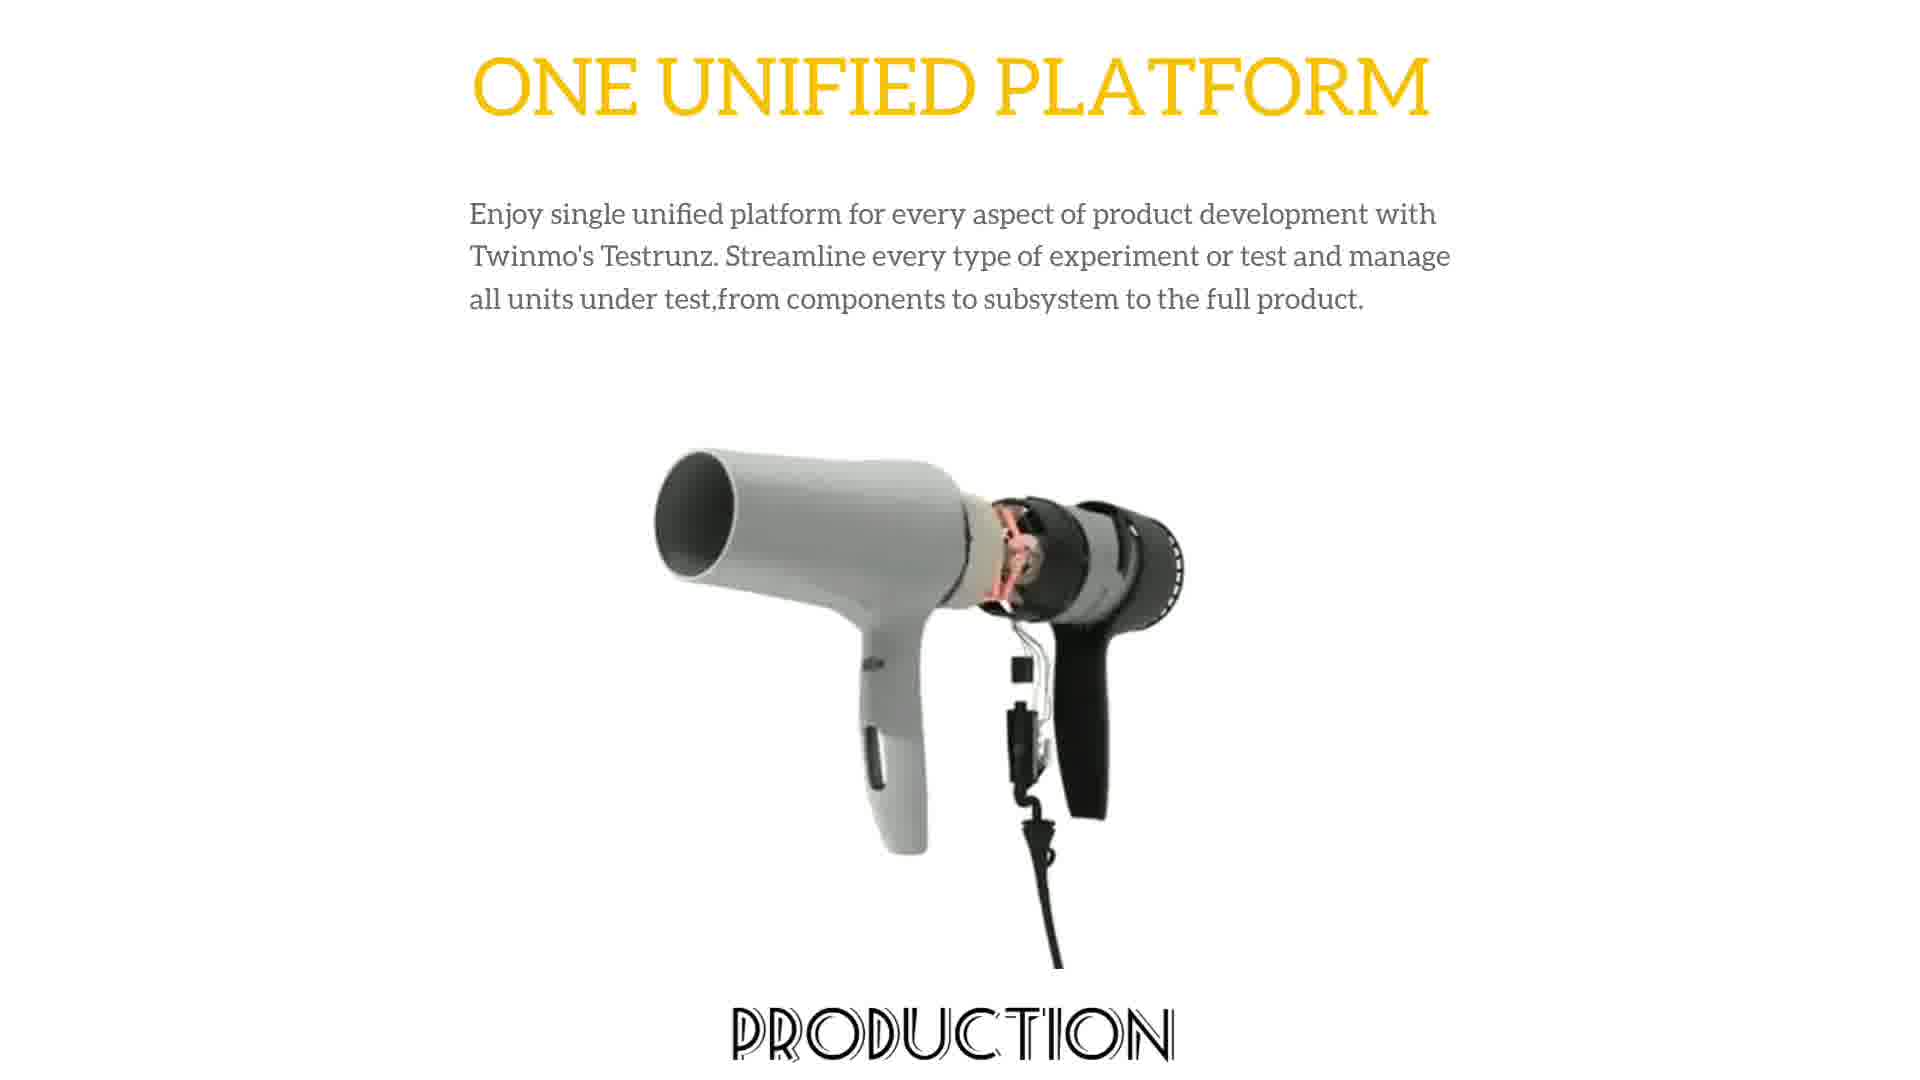 ONE UNIFIED PLATFORM
Enjoy single unified platform for every aspect of product development with
Twinmo's Testrunz. Streamline every type of experiment or test and manage
all units under test,from components to subsystem to the full product.
PRODUCTION